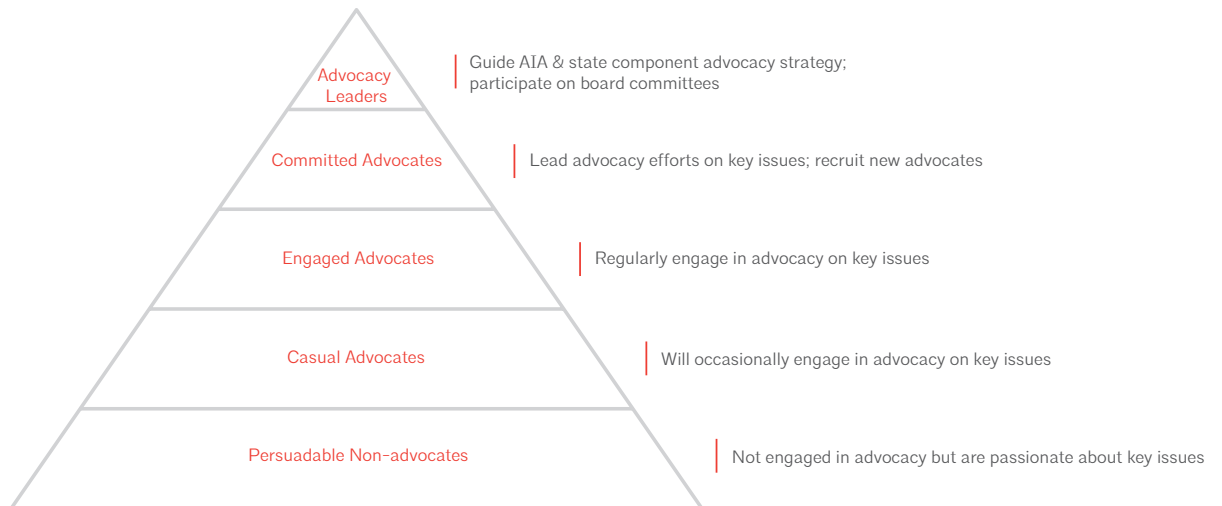 Advocacy
Leaders
Guide AIA & state component advocacy strategy;
participate on board committees
Committed Advocates
Lead advocacy efforts on key issues; recruit new advocates
Engaged Advocates
Regularly engage in advocacy on key issues
Casual Advocates
Will occasionally engage in advocacy on key issues
Persuadable Non-advocates
Not engaged in advocacy but are passionate about key issues